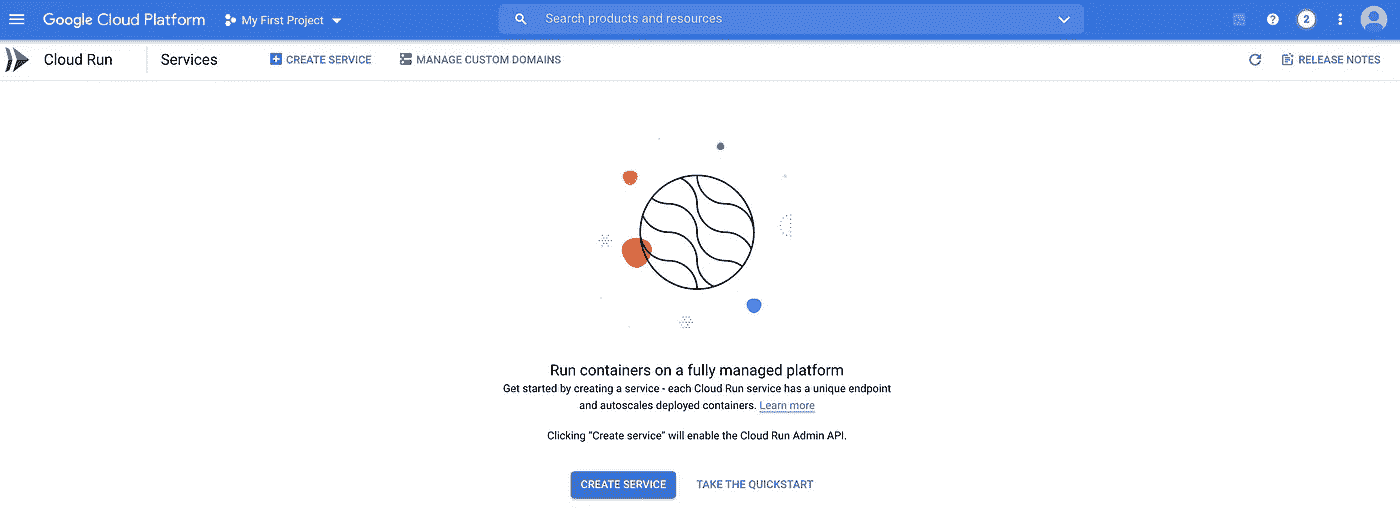 Google Cloud Platform My First Project Search products and resources 2
Cloud Run Services CREATE SERVICE MANAGE CUSTOM DOMAINS RELEASE NOTES
Run containers on a fully managed platform
Get started by creating a service - each Cloud Run service has a unique endpoint
and autoscales deployed containers. Learn more
Clicking "Create service" will enable the Cloud Run Admin API.
CREATE SERVICE TAKE THE QUICKSTART